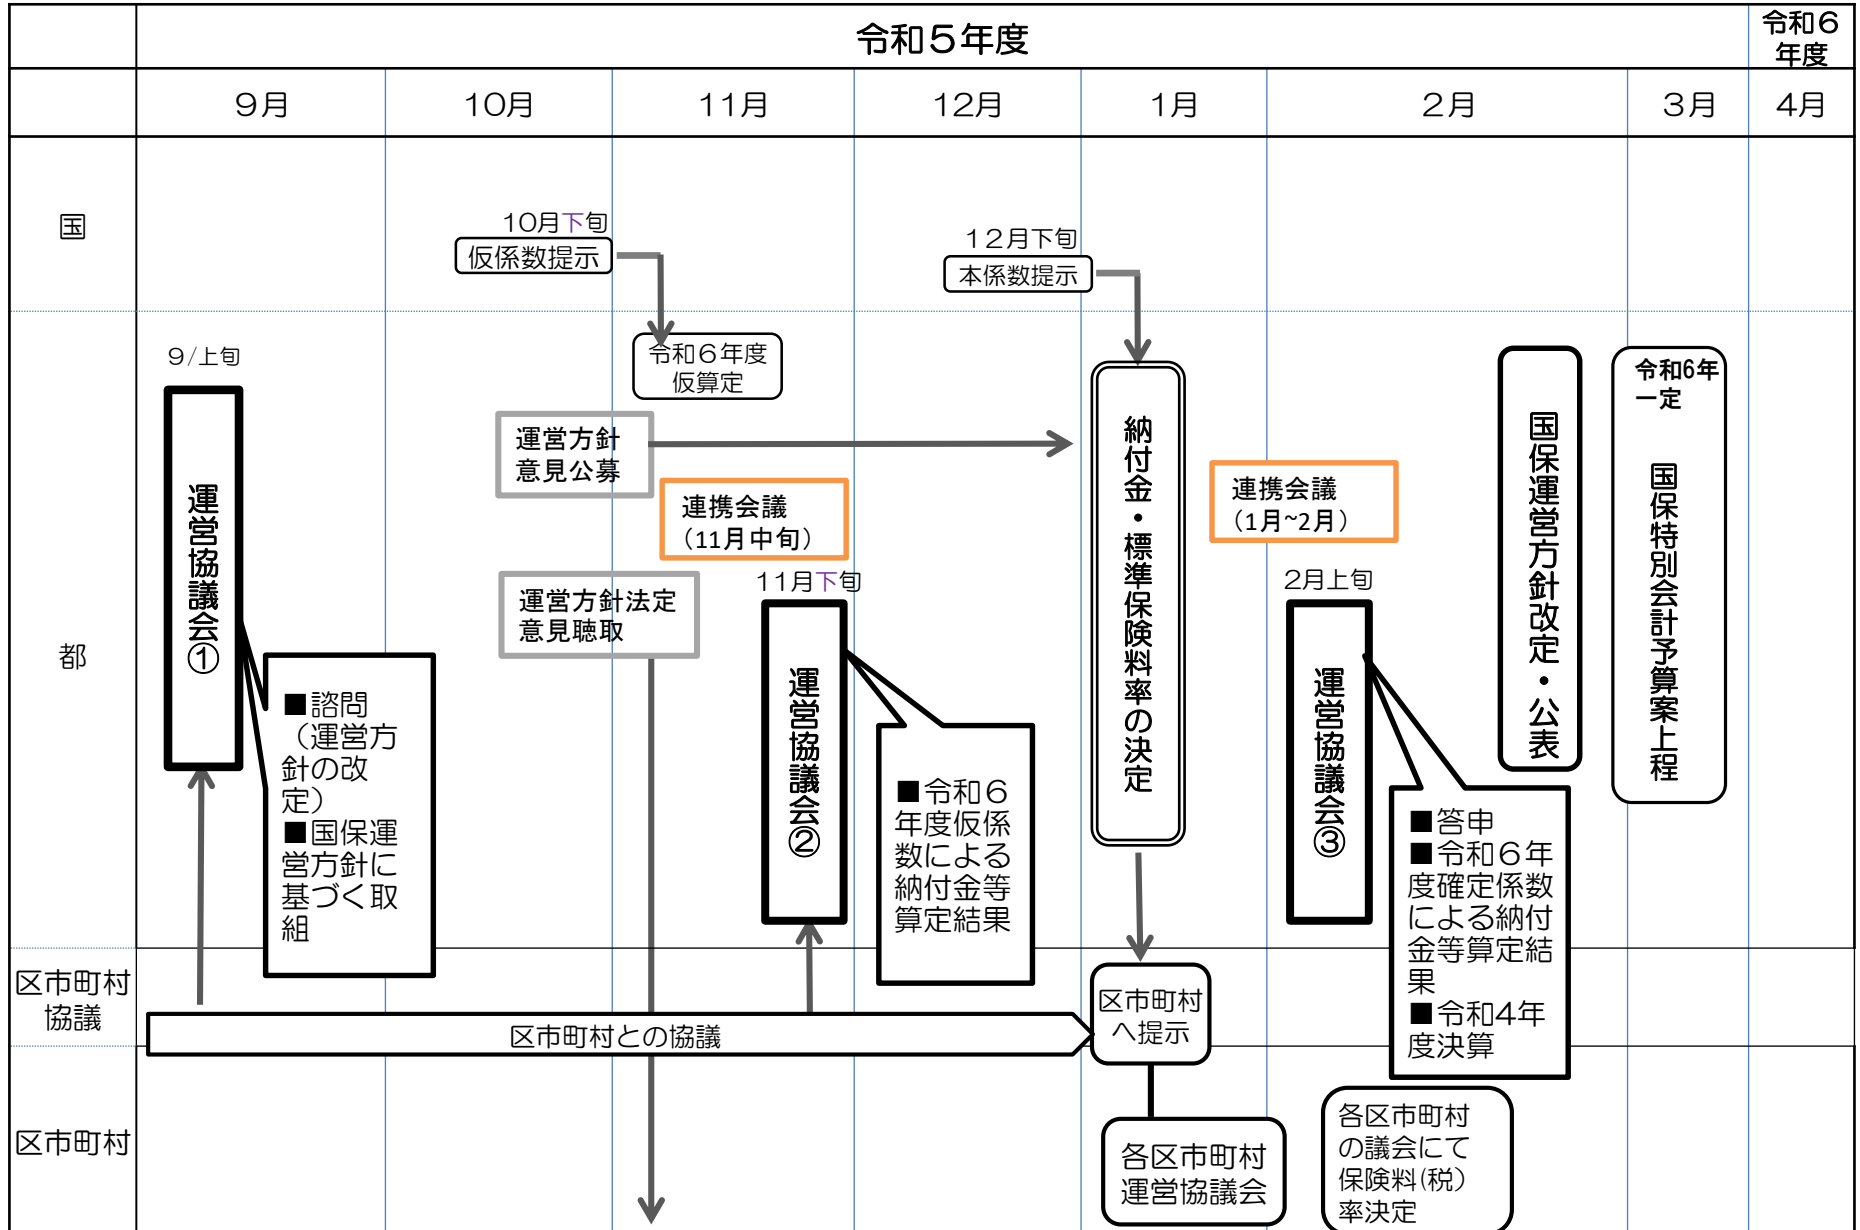 令和５年度
令和６
年度
9月
10月
11月
12月
1月
2月
3月
4月
国
10月下旬
仮係数提示
１２月下旬
本係数提示
都
９/上旬
運営協議会①
■諮問
（運営方
針の改
定）
■国保運
営方針に
基づく取
組
令和６年度
仮算定
運営方針
意見公募
連携会議
（11月中旬）
運営方針法定
意見聴取
11月下旬
運営協議会②
■令和６
年度仮係
数による
納付金等
算定結果
納付金・標準保険料率の決定
連携会議
（1月~2月）
2月上旬
運営協議会③
■答申
■令和６年
度確定係数
による納付
金等算定結
果
■令和4年
度決算
国保運営方針改定・公表
令和6年
一定
国保特別会計予算案上程
区市町村
協議
区市町村との協議
区市町村
へ提示
区市町村
各区市町村
運営協議会
各区市町村
の議会にて
保険料(税)
率決定